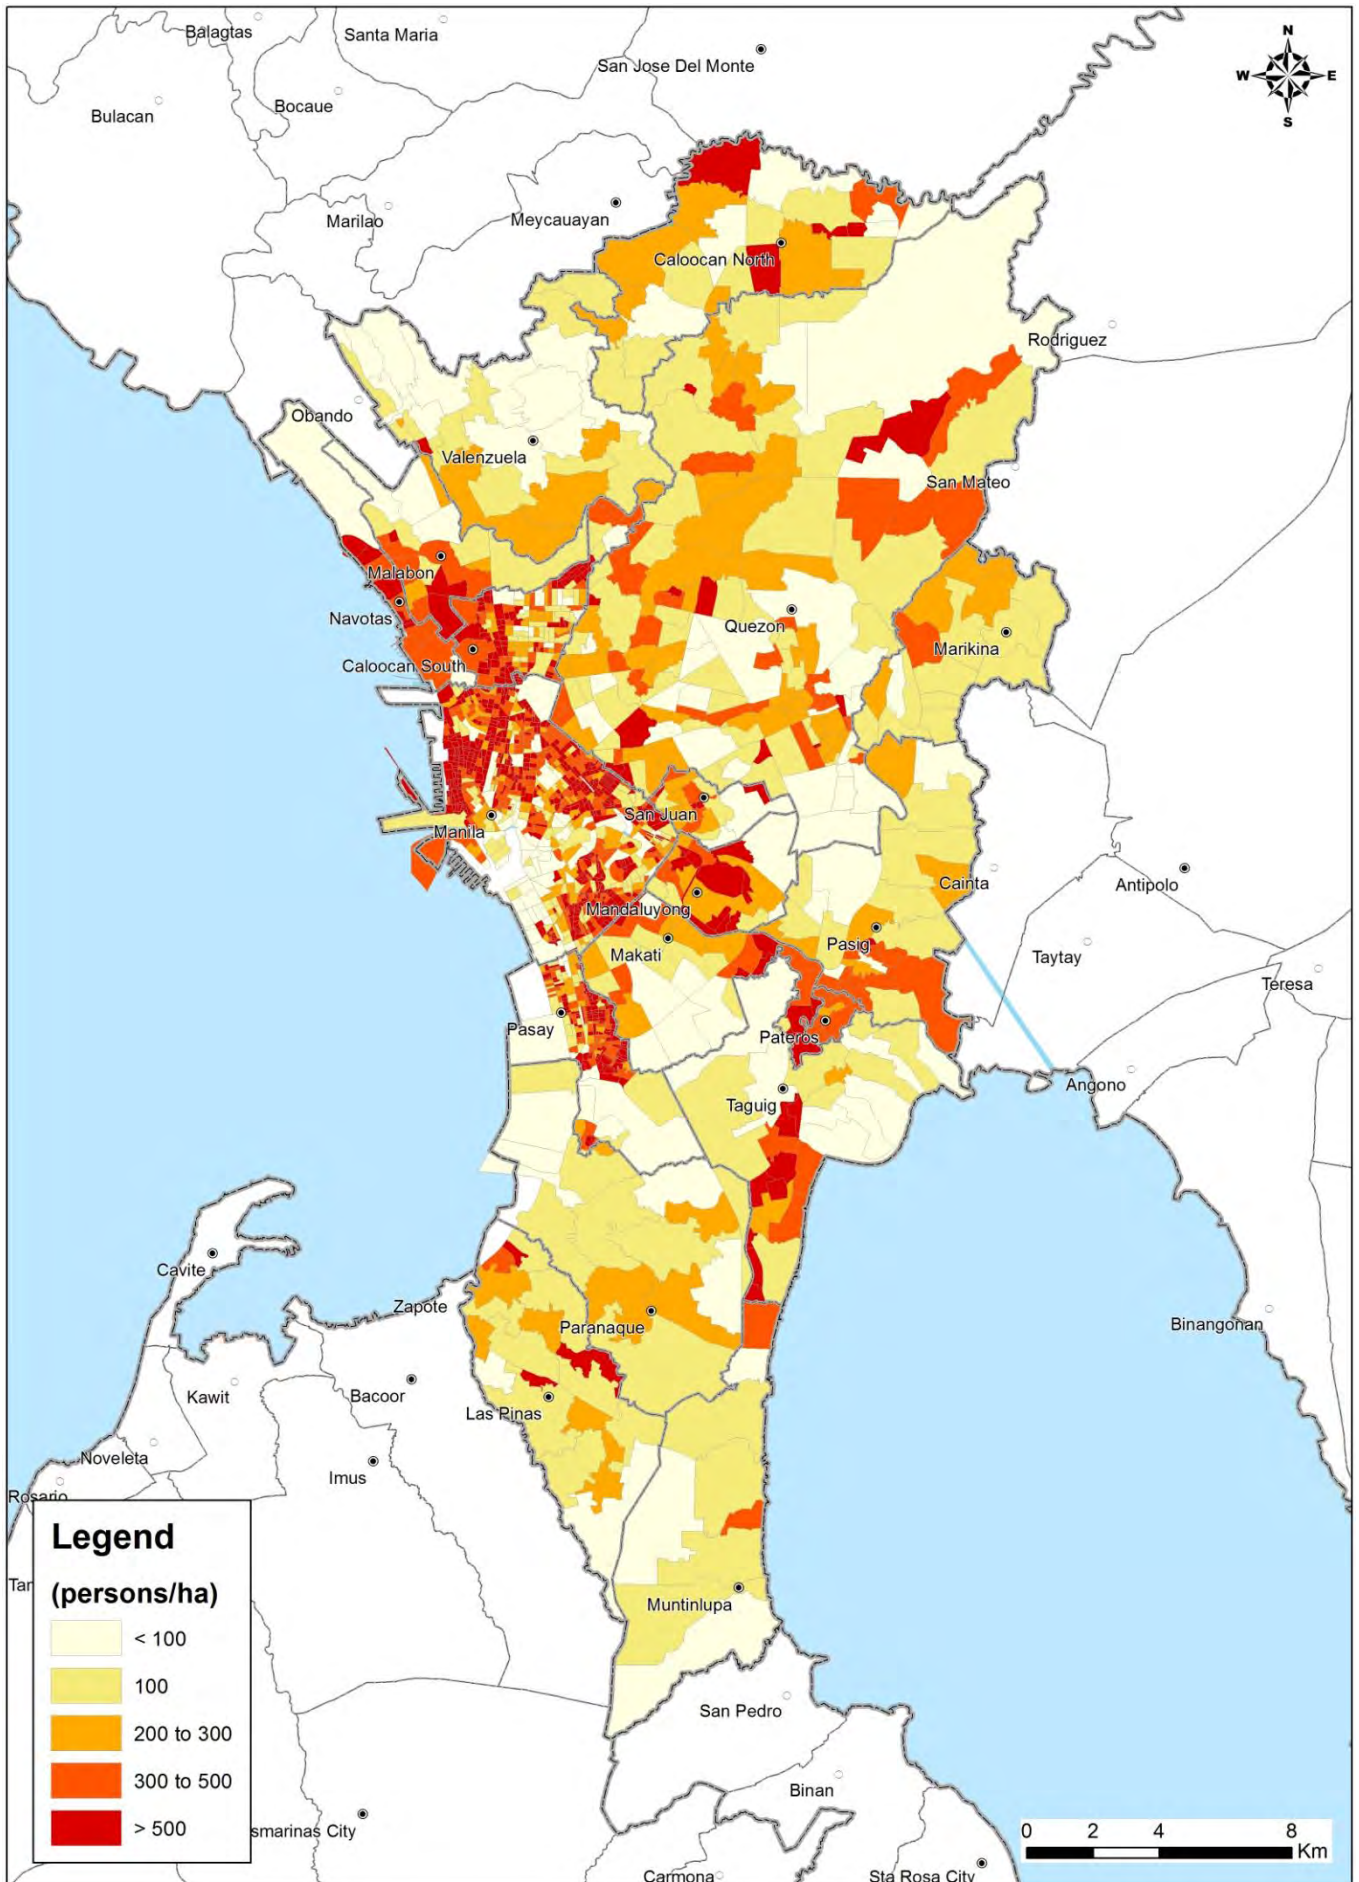 Balagtas
Santa Maria
N
San Jose Del Monte
W
E
Bulacan
Bocaue
S
Marilao
Meycauayan
Caloocan North
Rodriguez
Obando
Valenzuela
San Mateo
Malabon
Navotas
Quezon
Marikina
Caloocan South
San Juan
Manila
Cainta
Antipolo
Mandaluyong
Pasig
Makati
Taytay
Teresa
Pasay
Pateros
Angono
Taguig
Cavite
Zapote
Paranaque
Binangonan
Kawit
Bacoor
Las Pinas
Noveleta
Imus
Rosario
Legend
(persons/ha)
Tar
Muntinlupa
< 100
100
200 to 300
300 to 500
> 500
San Pedro
Binan
smarinas City
0 2 4 8
Km
Carmona
Sta Rosa City